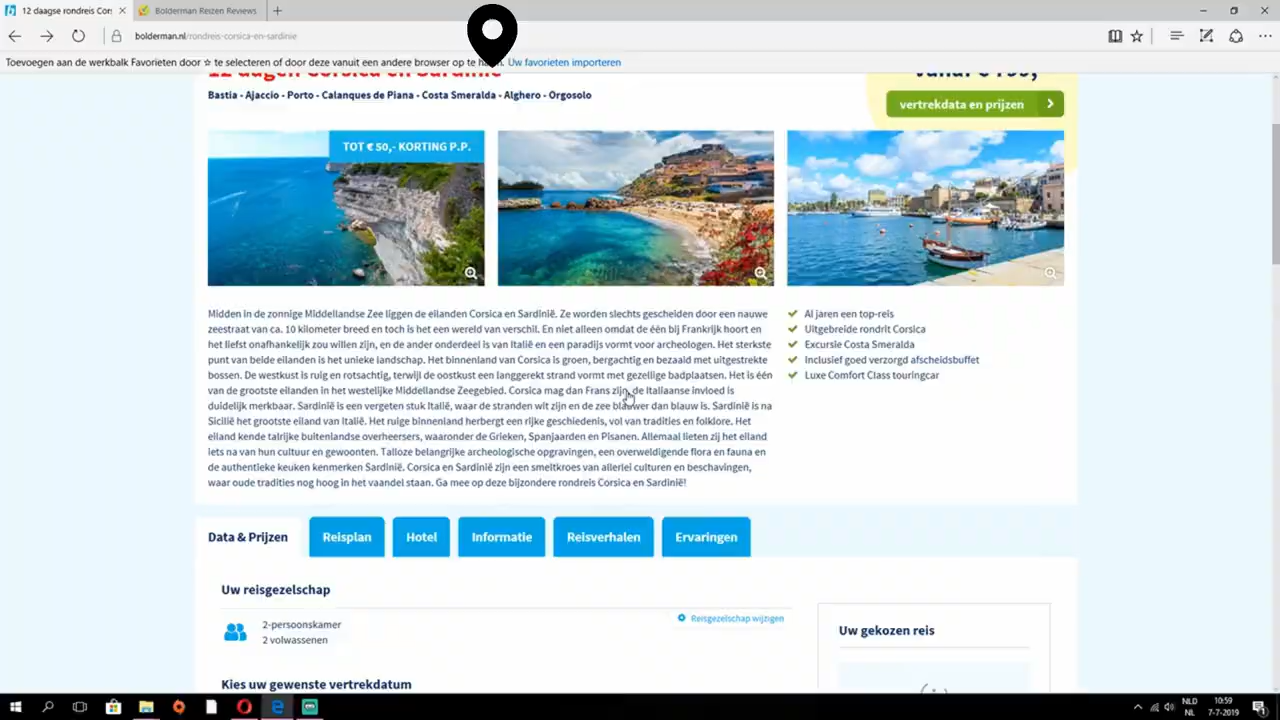 12 daagse rondreis Cors
Bolderman Reizen Reviews
bolderman.nl/rondreis-corsica-en-sardinie
Toevoegen aan de werkbalk Favorieten door ☆ te selecteren of door deze vanuit een andere browser op te Uw favorieten importeren
12 dagen Corsica en Sardinië
Bastia - Ajaccio - Porto - Calanques de Piana - Costa Smeralda - Alghero - Orgosolo
vertrekdata en prijzen
TOT € 50,- KORTING P.P.
Midden in de zonnige Middellandse Zee liggen de eilanden Corsica en Sardinië. Ze worden slechts gescheiden door een nauwe
zeestraat van ca. 10 kilometer breed en toch is het een wereld van verschil. En niet alleen omdat de één bij Frankrijk hoort en
het liefst onafhankelijk zou willen zijn, en de ander onderdeel is van Italië en een paradijs vormt voor archeologen. Het sterkste
punt van beide eilanden is het unieke landschap. Het binnenland van Corsica is groen, bergachtig en bezaaid met uitgestrekte
bossen. De westkust is ruig en rotsachtig, terwijl de oostkust een langgerekt strand vormt met gezellige badplaatsen. Het is één
van de grootste eilanden in het westelijke Middellandse Zeegebied. Corsica mag dan Frans zijn, de Italiaanse invloed is
duidelijk merkbaar. Sardinië is een vergeten stuk Italië, waar de stranden wit zijn en de zee blauwer dan blauw is. Sardinië is na
Sicilië het grootste eiland van Italië. Het ruige binnenland herbergt een rijke geschiedenis, vol van tradities en folklore. Het
eiland kende talrijke buitenlandse overheersers, waaronder de Grieken, Spanjaarden en Pisanen. Allemaal lieten zij het eiland
iets na van hun cultuur en gewoonten. Talloze belangrijke archeologische opgravingen, een overweldigende flora en fauna en
de authentieke keuken kenmerken Sardinië. Corsica en Sardinië zijn een smeltkroes van allerlei culturen en beschavingen,
waar oude tradities nog hoog in het vaandel staan. Ga mee op deze bijzondere rondreis Corsica en Sardinië!
Al jaren een top-reis
Uitgebreide rondrit Corsica
Excursie Costa Smeralda
Inclusief goed verzorgd afscheidsbuffet
Luxe Comfort Class touringcar
Data & Prijzen
Reisplan
Hotel
Informatie
Reisverhalen
Ervaringen
Uw reisgezelschap
2-persoonskamer
2 volwassenen
Reisgezelschap wijzigen
Uw gekozen reis
Kies uw gewenste vertrekdatum
NLD
NL
10:59
7-7-2019